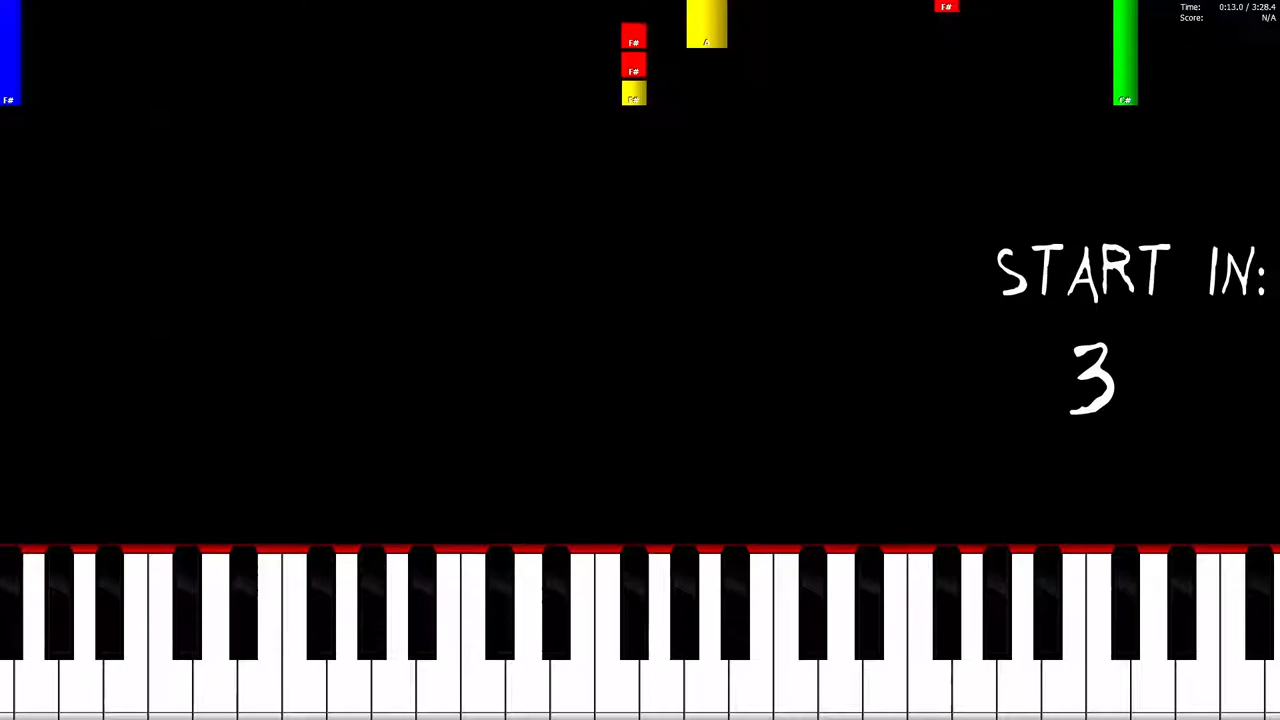 Time: 0:13.0 / 3:28.4
Score: N/A
F#
F#
A
F#
F#
F#
C#
START IN:
3